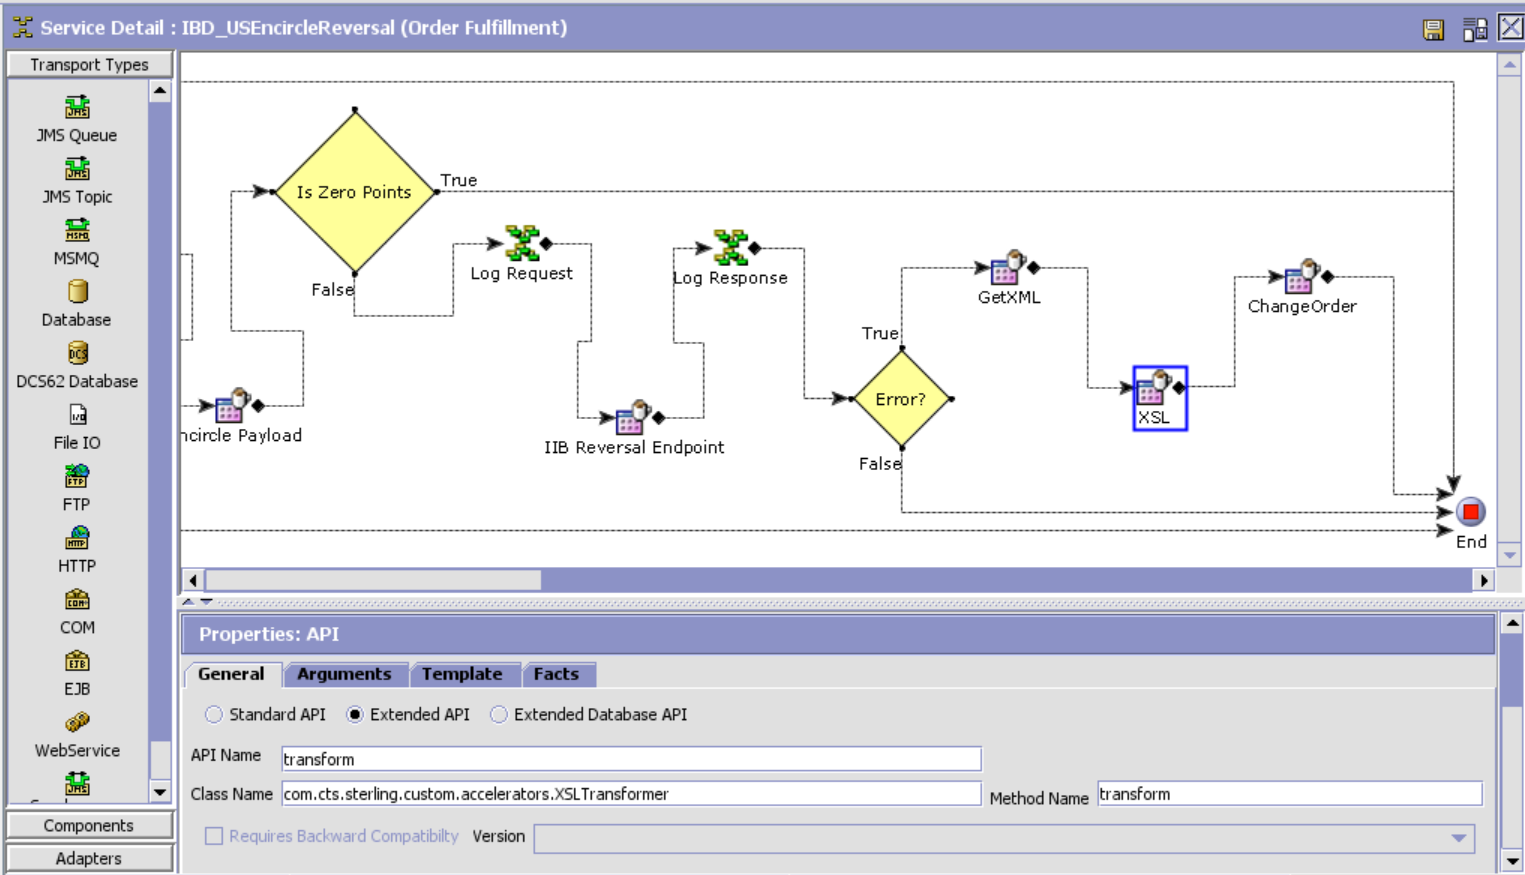 Service Detail : IBD_USEncircleReversal (Order Fulfillment)
Transport Types
JMS Queue
JMS Topic
MSMQ
Database
DCS62 Database
File IO
FTP
HTTP
COM
EJB
WebService
Components
Adapters
Is Zero Points
True
False
Log Request
Log Response
ncircle Payload
IIB Reversal Endpoint
True
Error?
False
GetXML
XSL
ChangeOrder
End
Properties: API
General Arguments Template Facts
Standard API Extended API Extended Database API
API Name transform
Class Name com.cts.sterling.custom.accelerators.XSLTransformer Method Name transform
Requires Backward Compatibilty Version